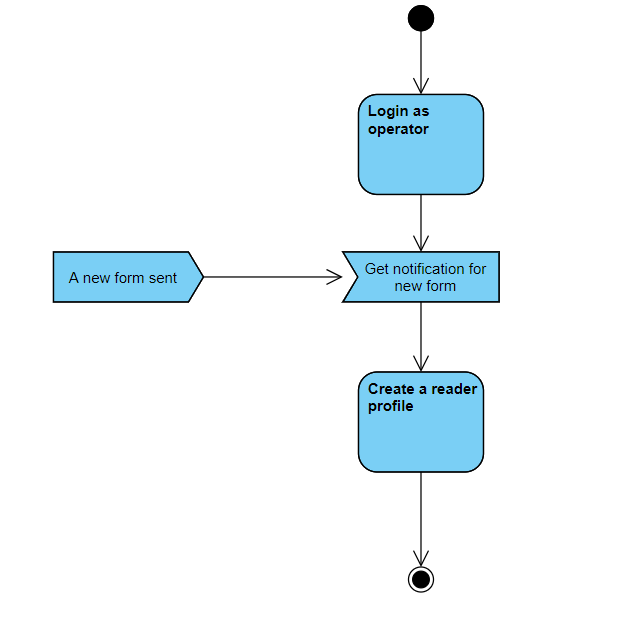 Login as
operator
A new form sent
Get notification for
new form
Create a reader
profile